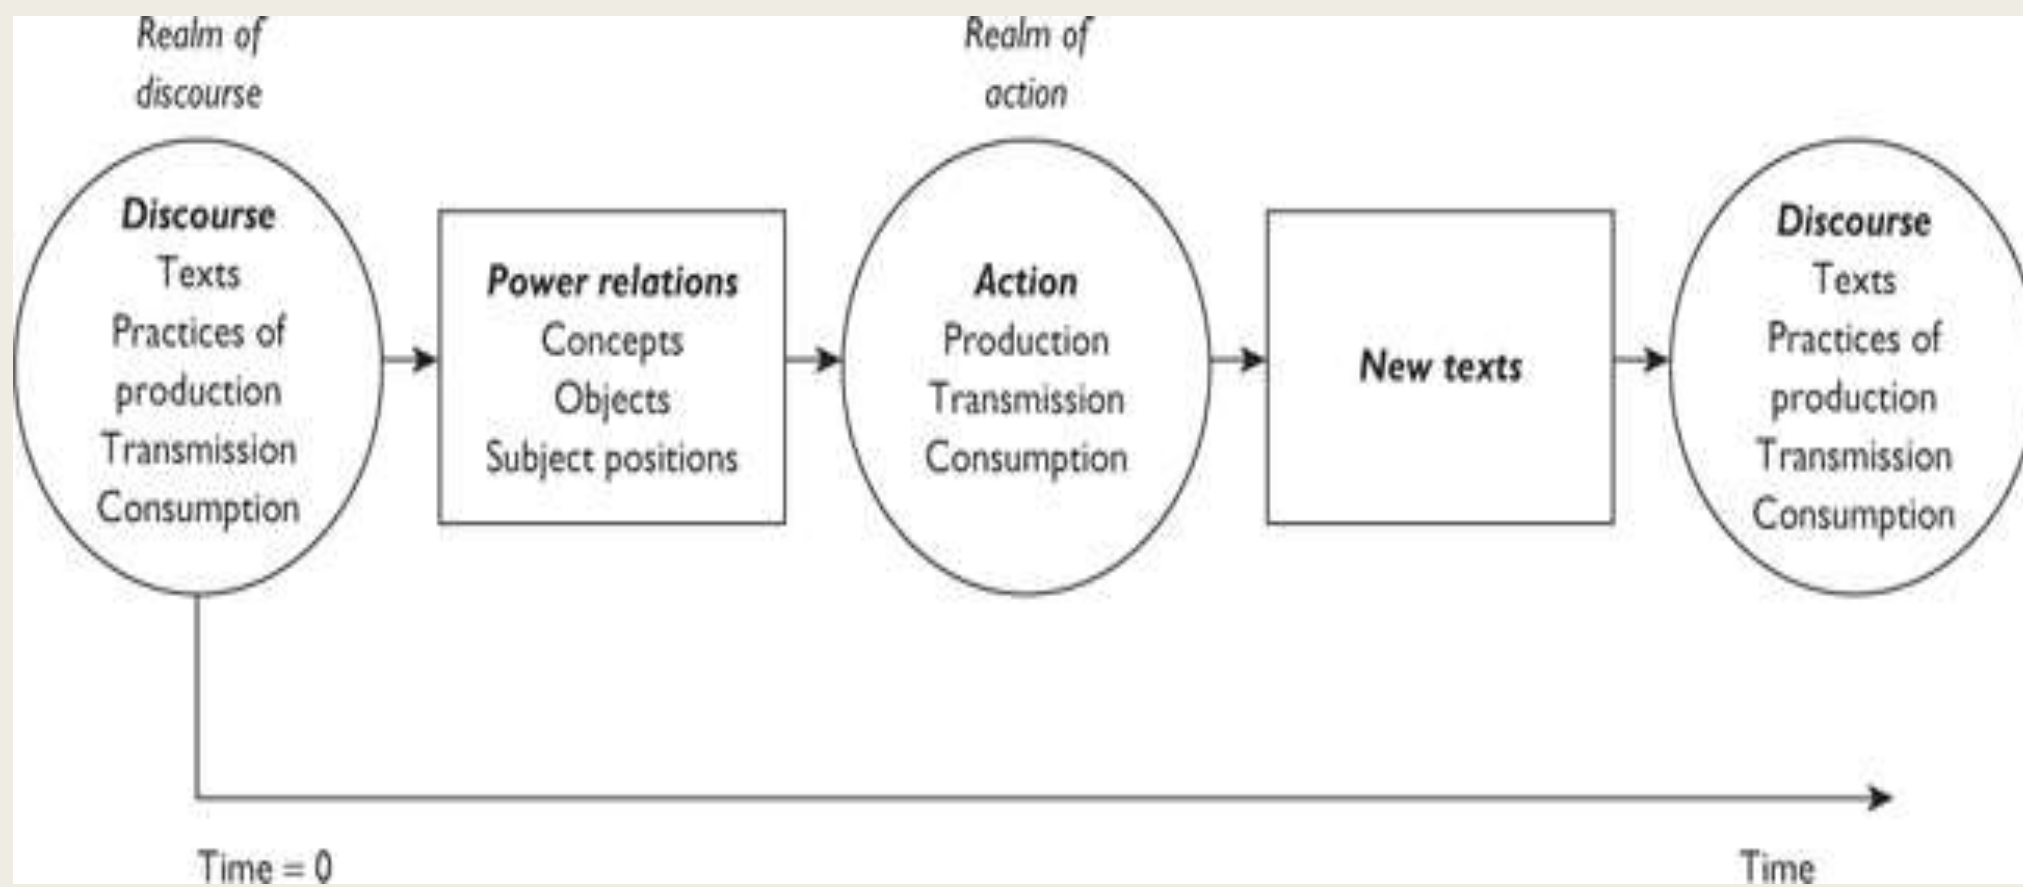 Realm of
discourse
Discourse
Texts
Practices of
production
Transmission
Consumption
Power relations
Concepts
Objects
Subject positions
Realm of
action
Action
Production
Transmission
Consumption
New texts
Discourse
Texts
Practices of
production
Transmission
Consumption
Time = 0
Time